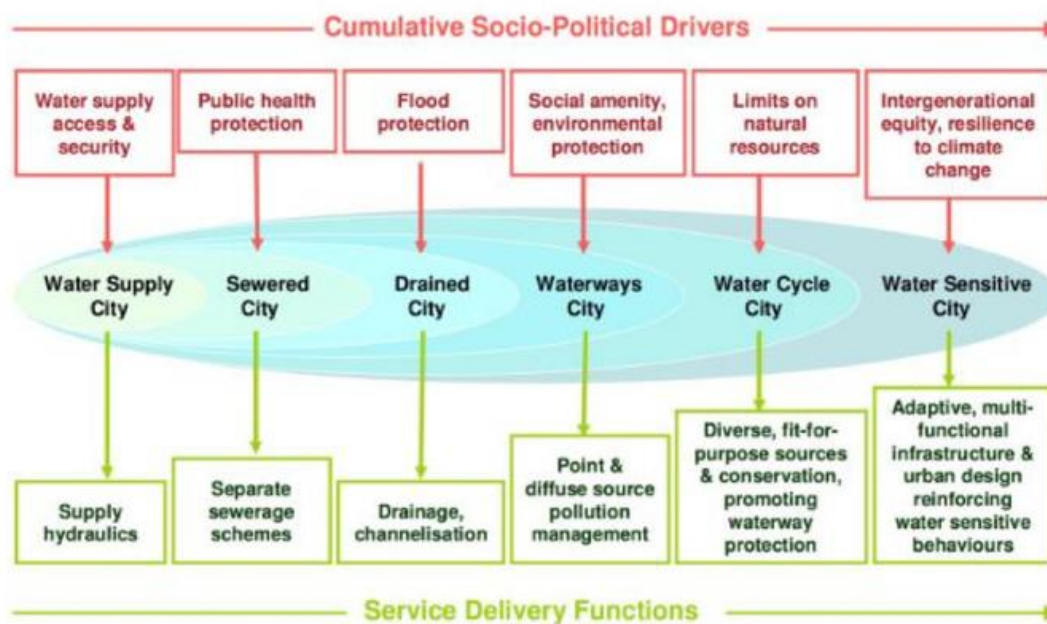 Cumulative Socio-Political Drivers
Water supply
access &
security
Public health
protection
Flood
protection
Social amenity,
environmental
protection
Limits on
natural
resources
Intergenerational
equity, resilience
to climate
change
Water Supply
City
Sewered
City
Drained
City
Waterways
City
Water Cycle
City
Water Sensitive
City
Supply
hydraulics
Separate
sewerage
schemes
Drainage,
channelisation
Point &
diffuse source
pollution
management
Diverse, fit-for-
purpose sources
& conservation,
promoting
waterway
protection
Adaptive, multi-
functional
infrastructure &
urban design
reinforcing
water sensitive
behaviours
Service Delivery Functions